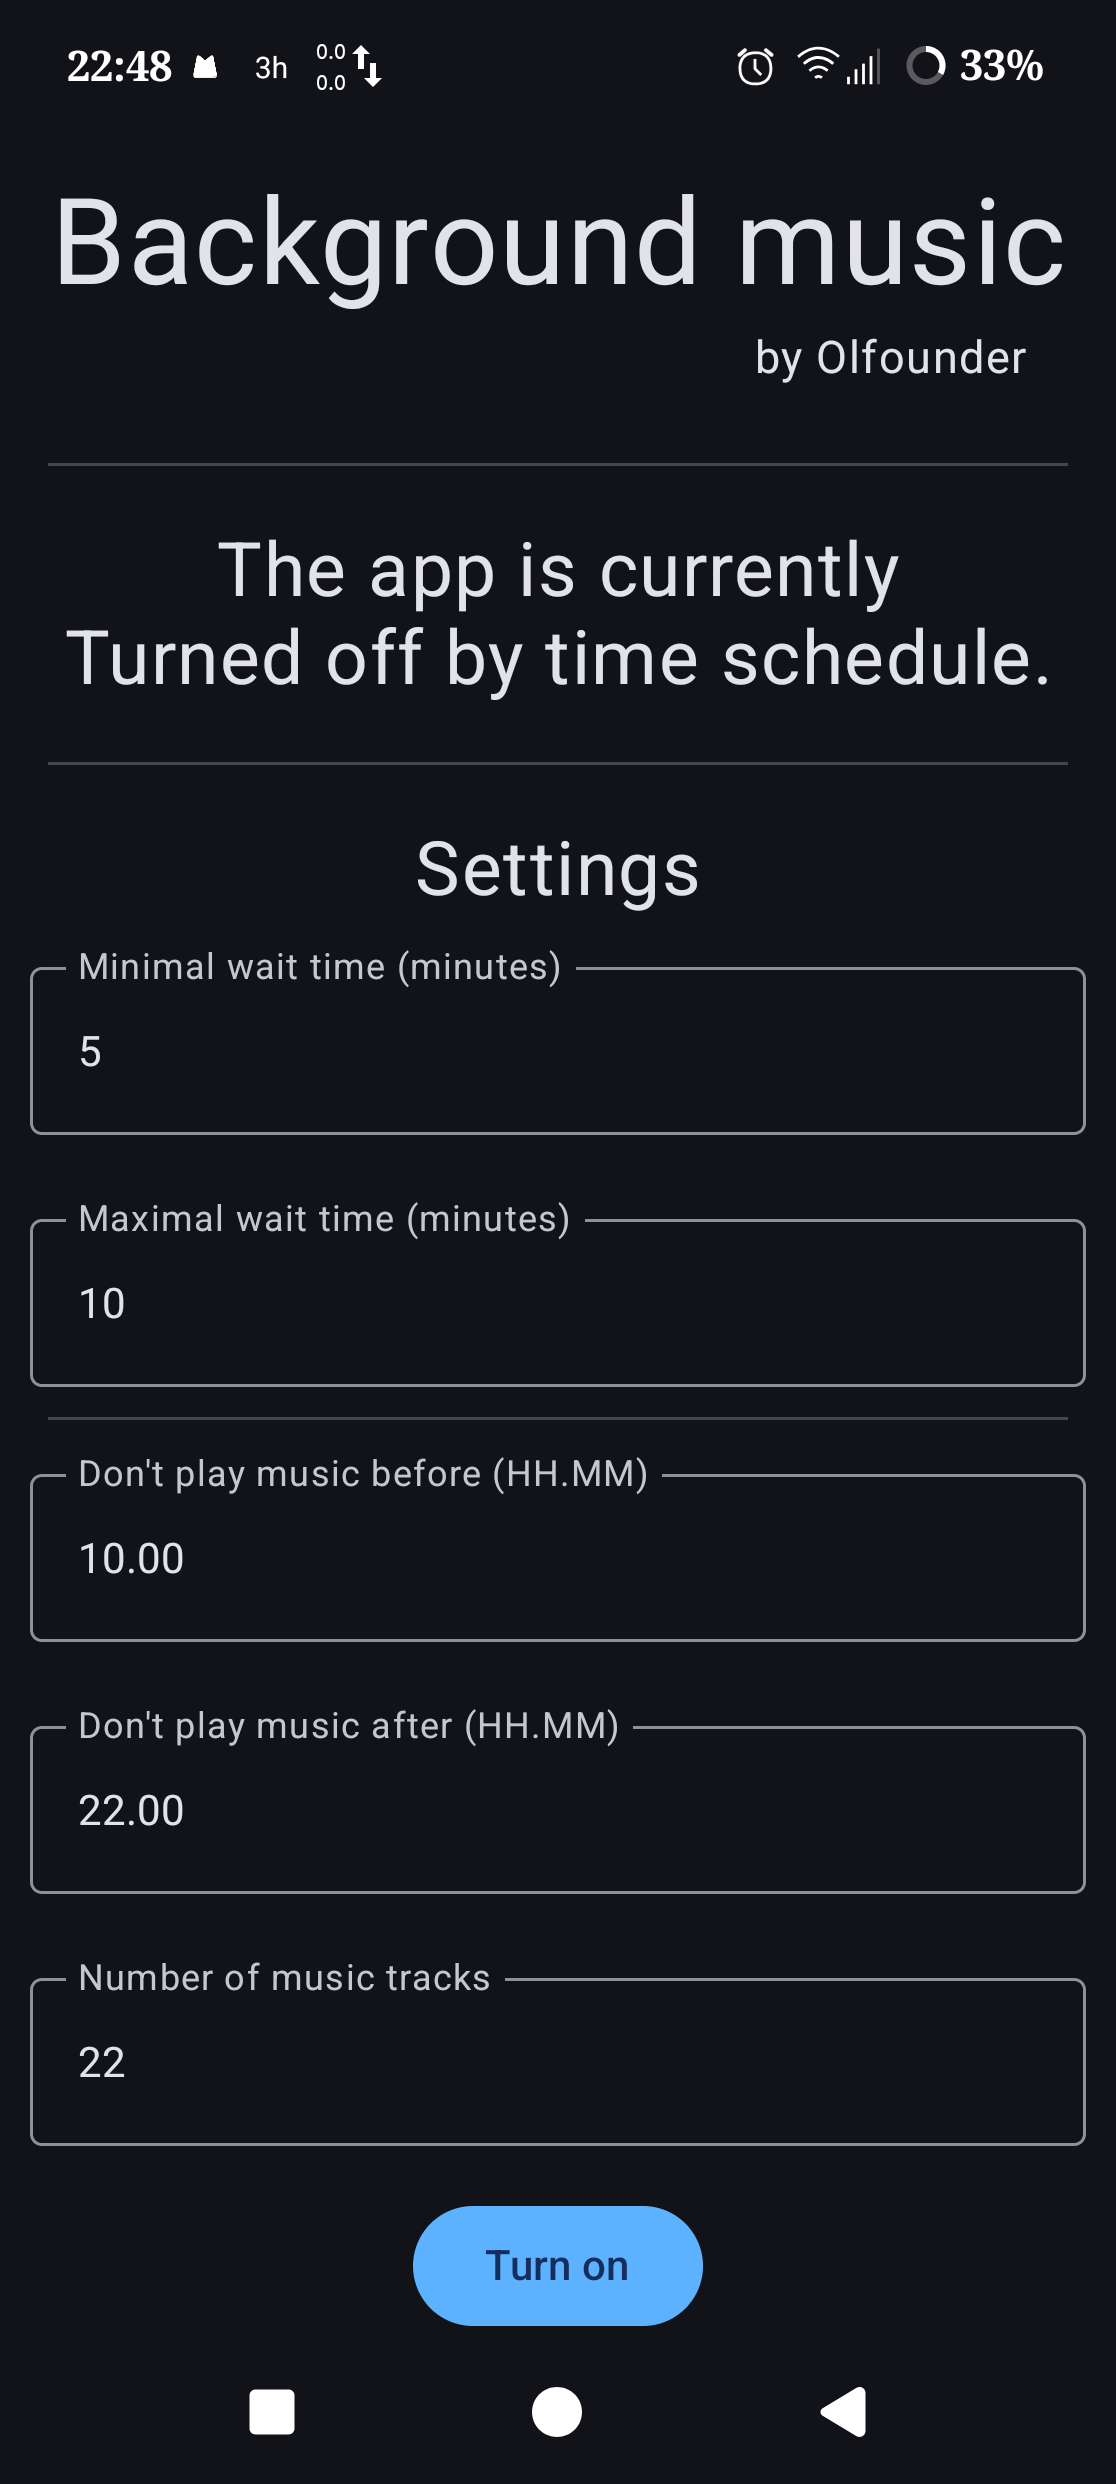 22:48 3h 0.0 0.0 33%
Background music
by Olfounder
The app is currently
Turned off by time schedule.
Settings
Minimal wait time (minutes)
5
Maximal wait time (minutes)
10
Don't play music before (HH.MM)
10.00
Don't play music after (HH.MM)
22.00
Number of music tracks
22
Turn on